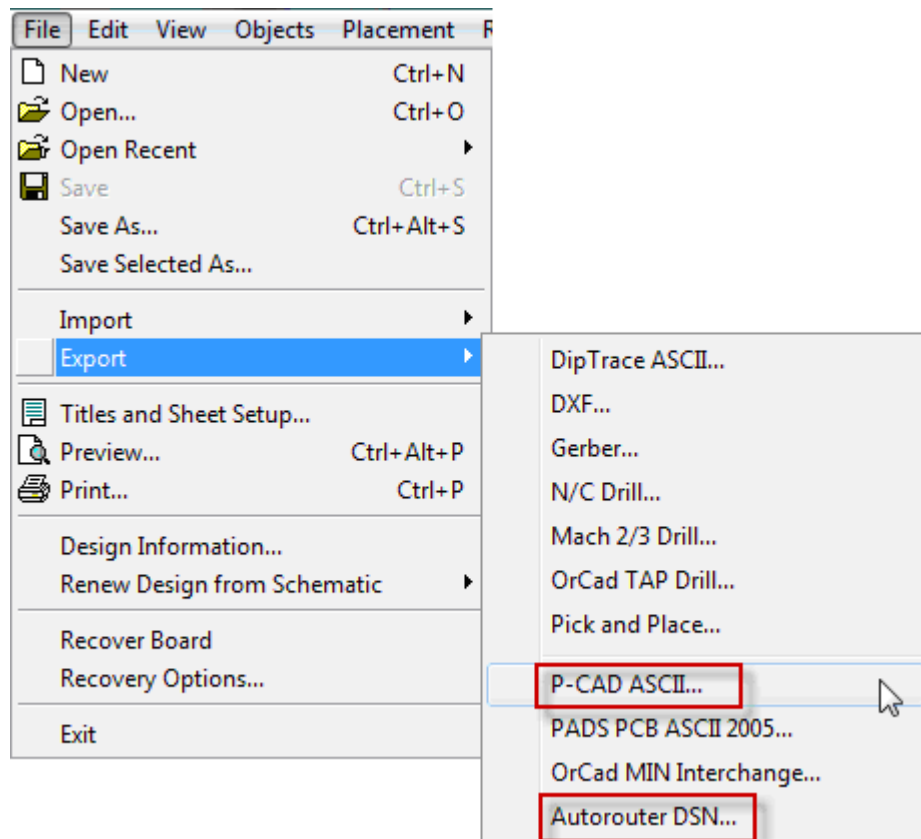 File Edit View Objects Placement
New Ctrl+N
Open... Ctrl+O
Open Recent
Save Ctrl+S
Save As... Ctrl+Alt+S
Save Selected As...
Import
Export
Titles and Sheet Setup...
Preview... Ctrl+Alt+P
Print... Ctrl+P
Design Information...
Renew Design from Schematic
Recover Board
Recovery Options...
Exit
DipTrace ASCII...
DXF...
Gerber...
N/C Drill...
Mach 2/3 Drill...
OrCad TAP Drill...
Pick and Place...
P-CAD ASCII...
PADS PCB ASCII 2005...
OrCad MIN Interchange...
Autorouter DSN...